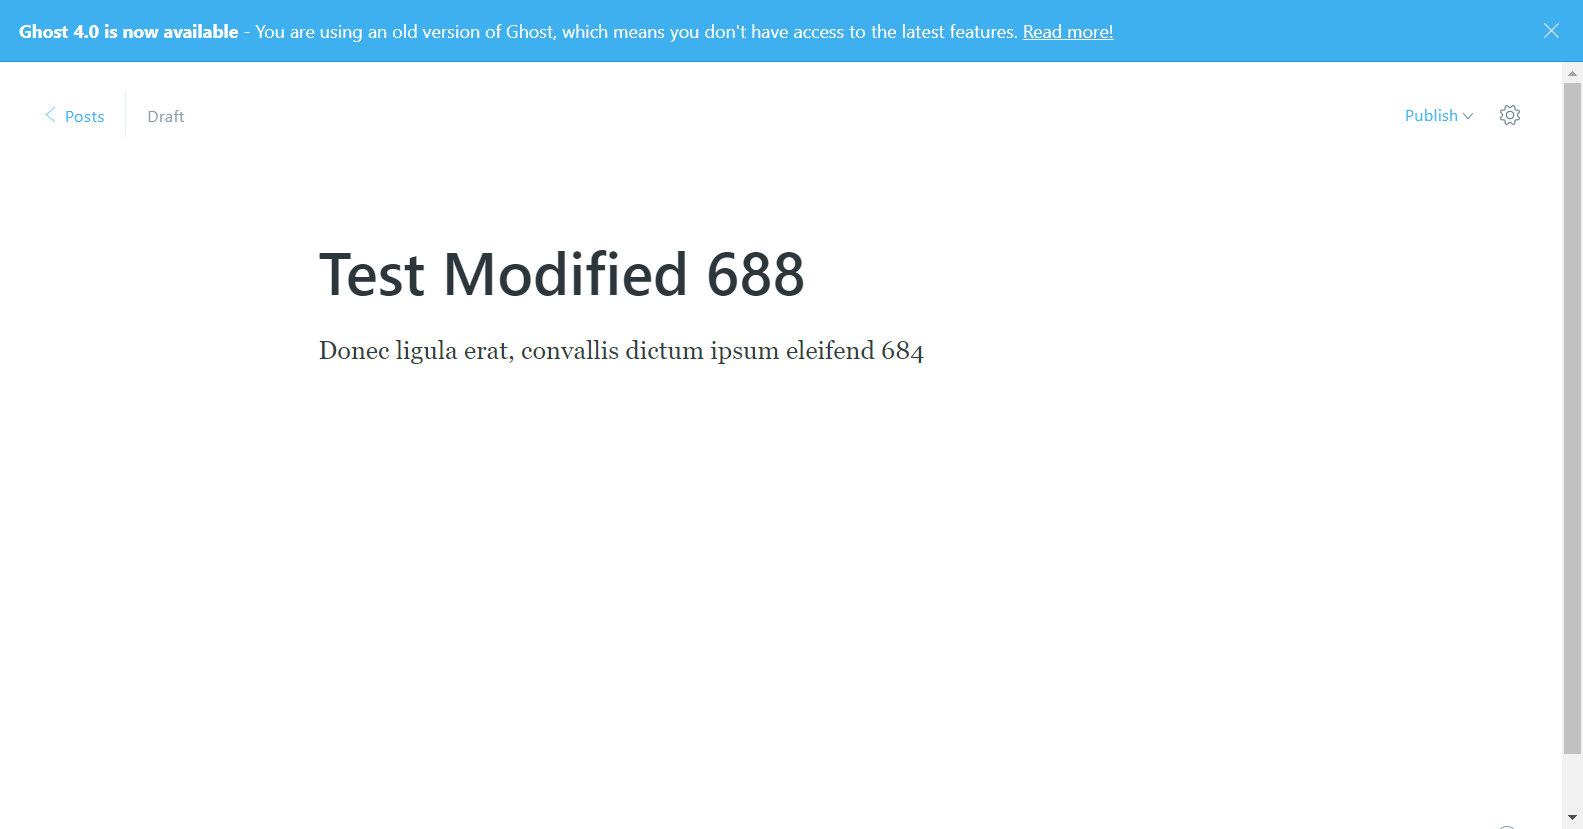 Ghost 4.0 is now available - You are using an old version of Ghost, which means you don't have access to the latest features. Read more!
Posts
Draft
Publish
Test Modified 688
Donec ligula erat, convallis dictum ipsum eleifend 684